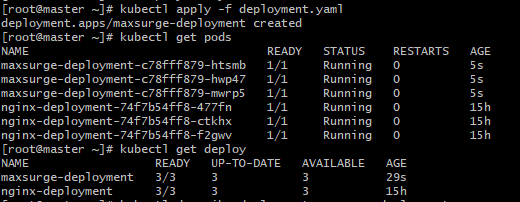 [root@master ~]# kubectl apply -f deployment.yaml
deployment.apps/maxsurge-deployment created
[root@master ~]# kubectl get pods
NAME READY STATUS RESTARTS AGE
maxsurge-deployment-c78fff879-htsmb 1/1 Running 0 5s
maxsurge-deployment-c78fff879-hwp47 1/1 Running 0 5s
maxsurge-deployment-c78fff879-mwrp5 1/1 Running 0 5s
nginx-deployment-74f7b54ff8-477fn 1/1 Running 0 15h
nginx-deployment-74f7b54ff8-ctkhx 1/1 Running 0 15h
nginx-deployment-74f7b54ff8-f2gwv 1/1 Running 0 15h
[root@master ~]# kubectl get deploy
NAME READY UP-TO-DATE AVAILABLE AGE
maxsurge-deployment 3/3 3 3 29s
nginx-deployment 3/3 3 3 15h